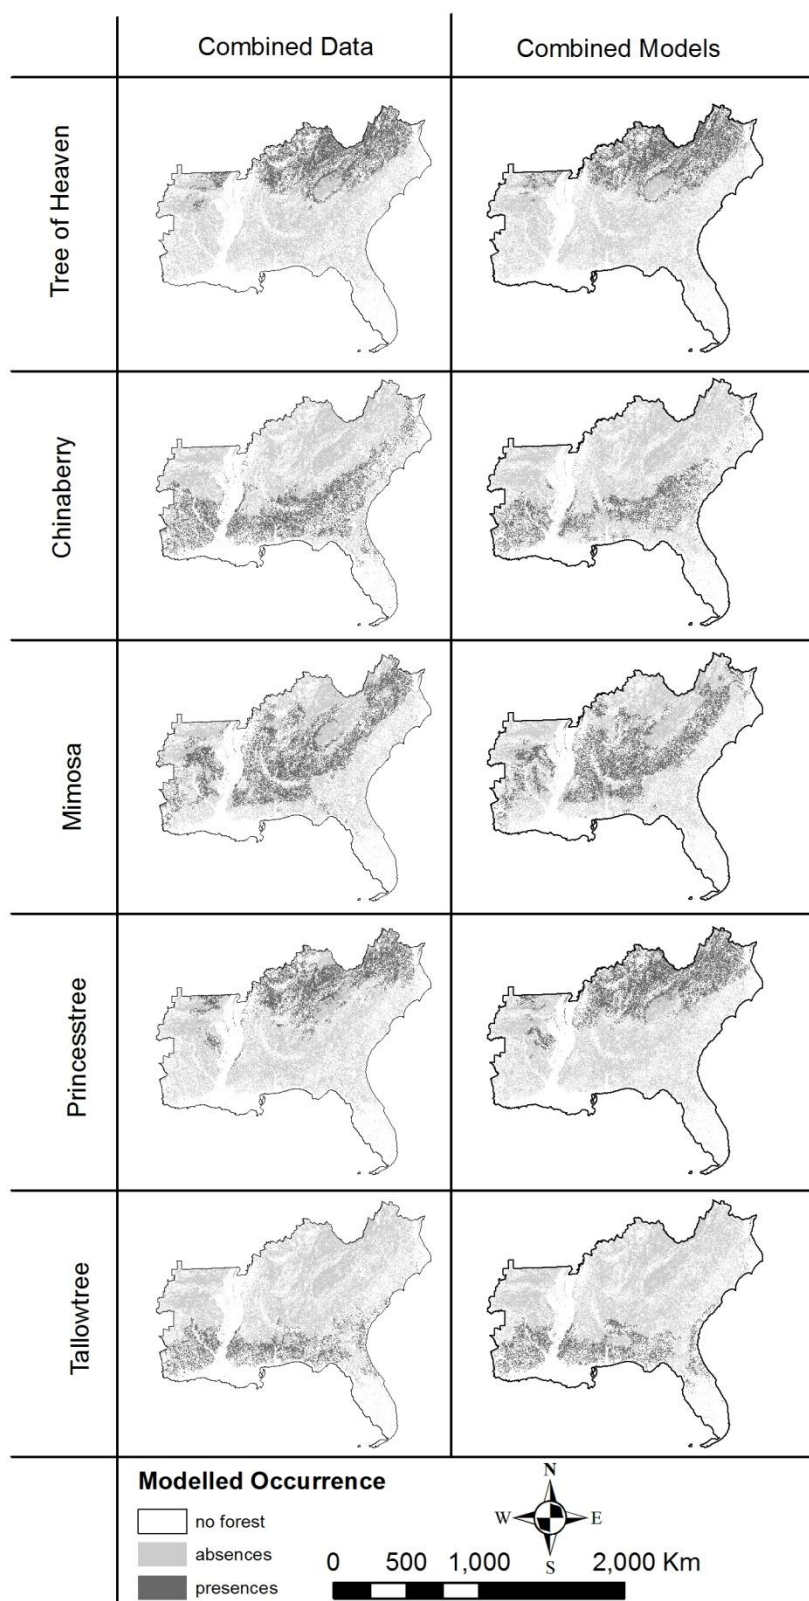 Combined Data
Combined Models
Tree of Heaven
Chinaberry
Mimosa
Princesstree
Tallowtree
Modelled Occurrence
no forest
absences
presences
N
W E
S
0 500 1,000 2,000 Km